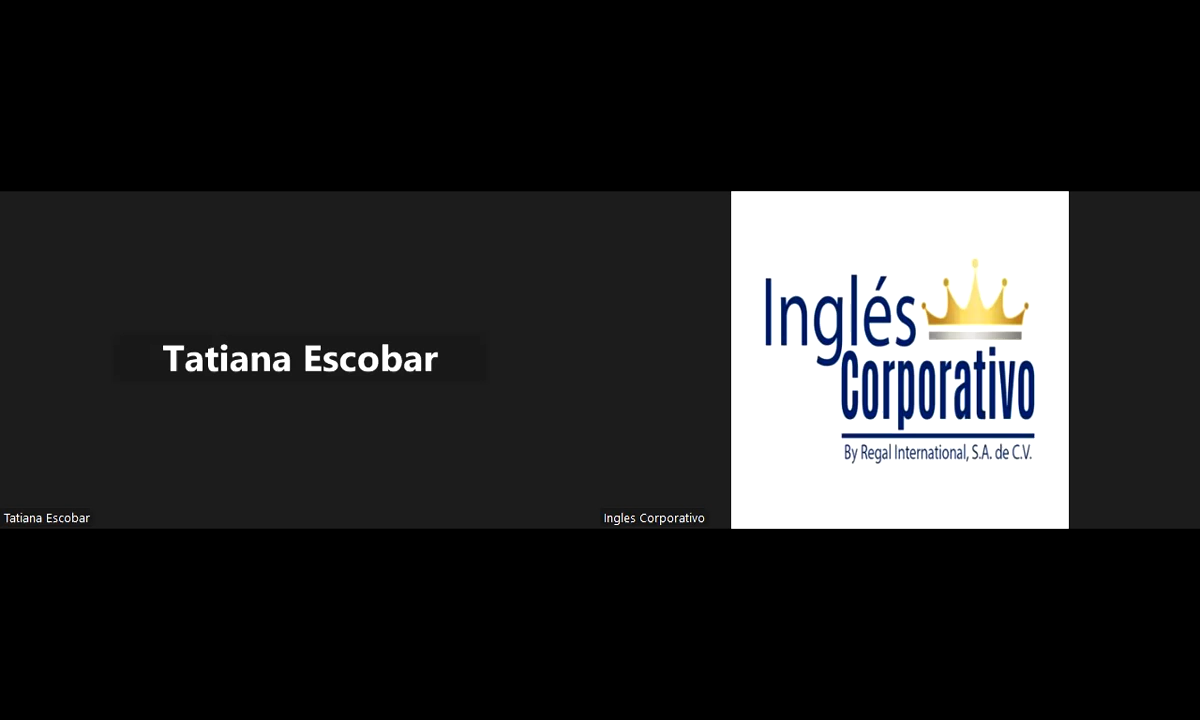 Tatiana Escobar
Tatiana Escobar
Inglés
Corporativo
By Regal International, S.A. de C.V.
Ingles Corporativo